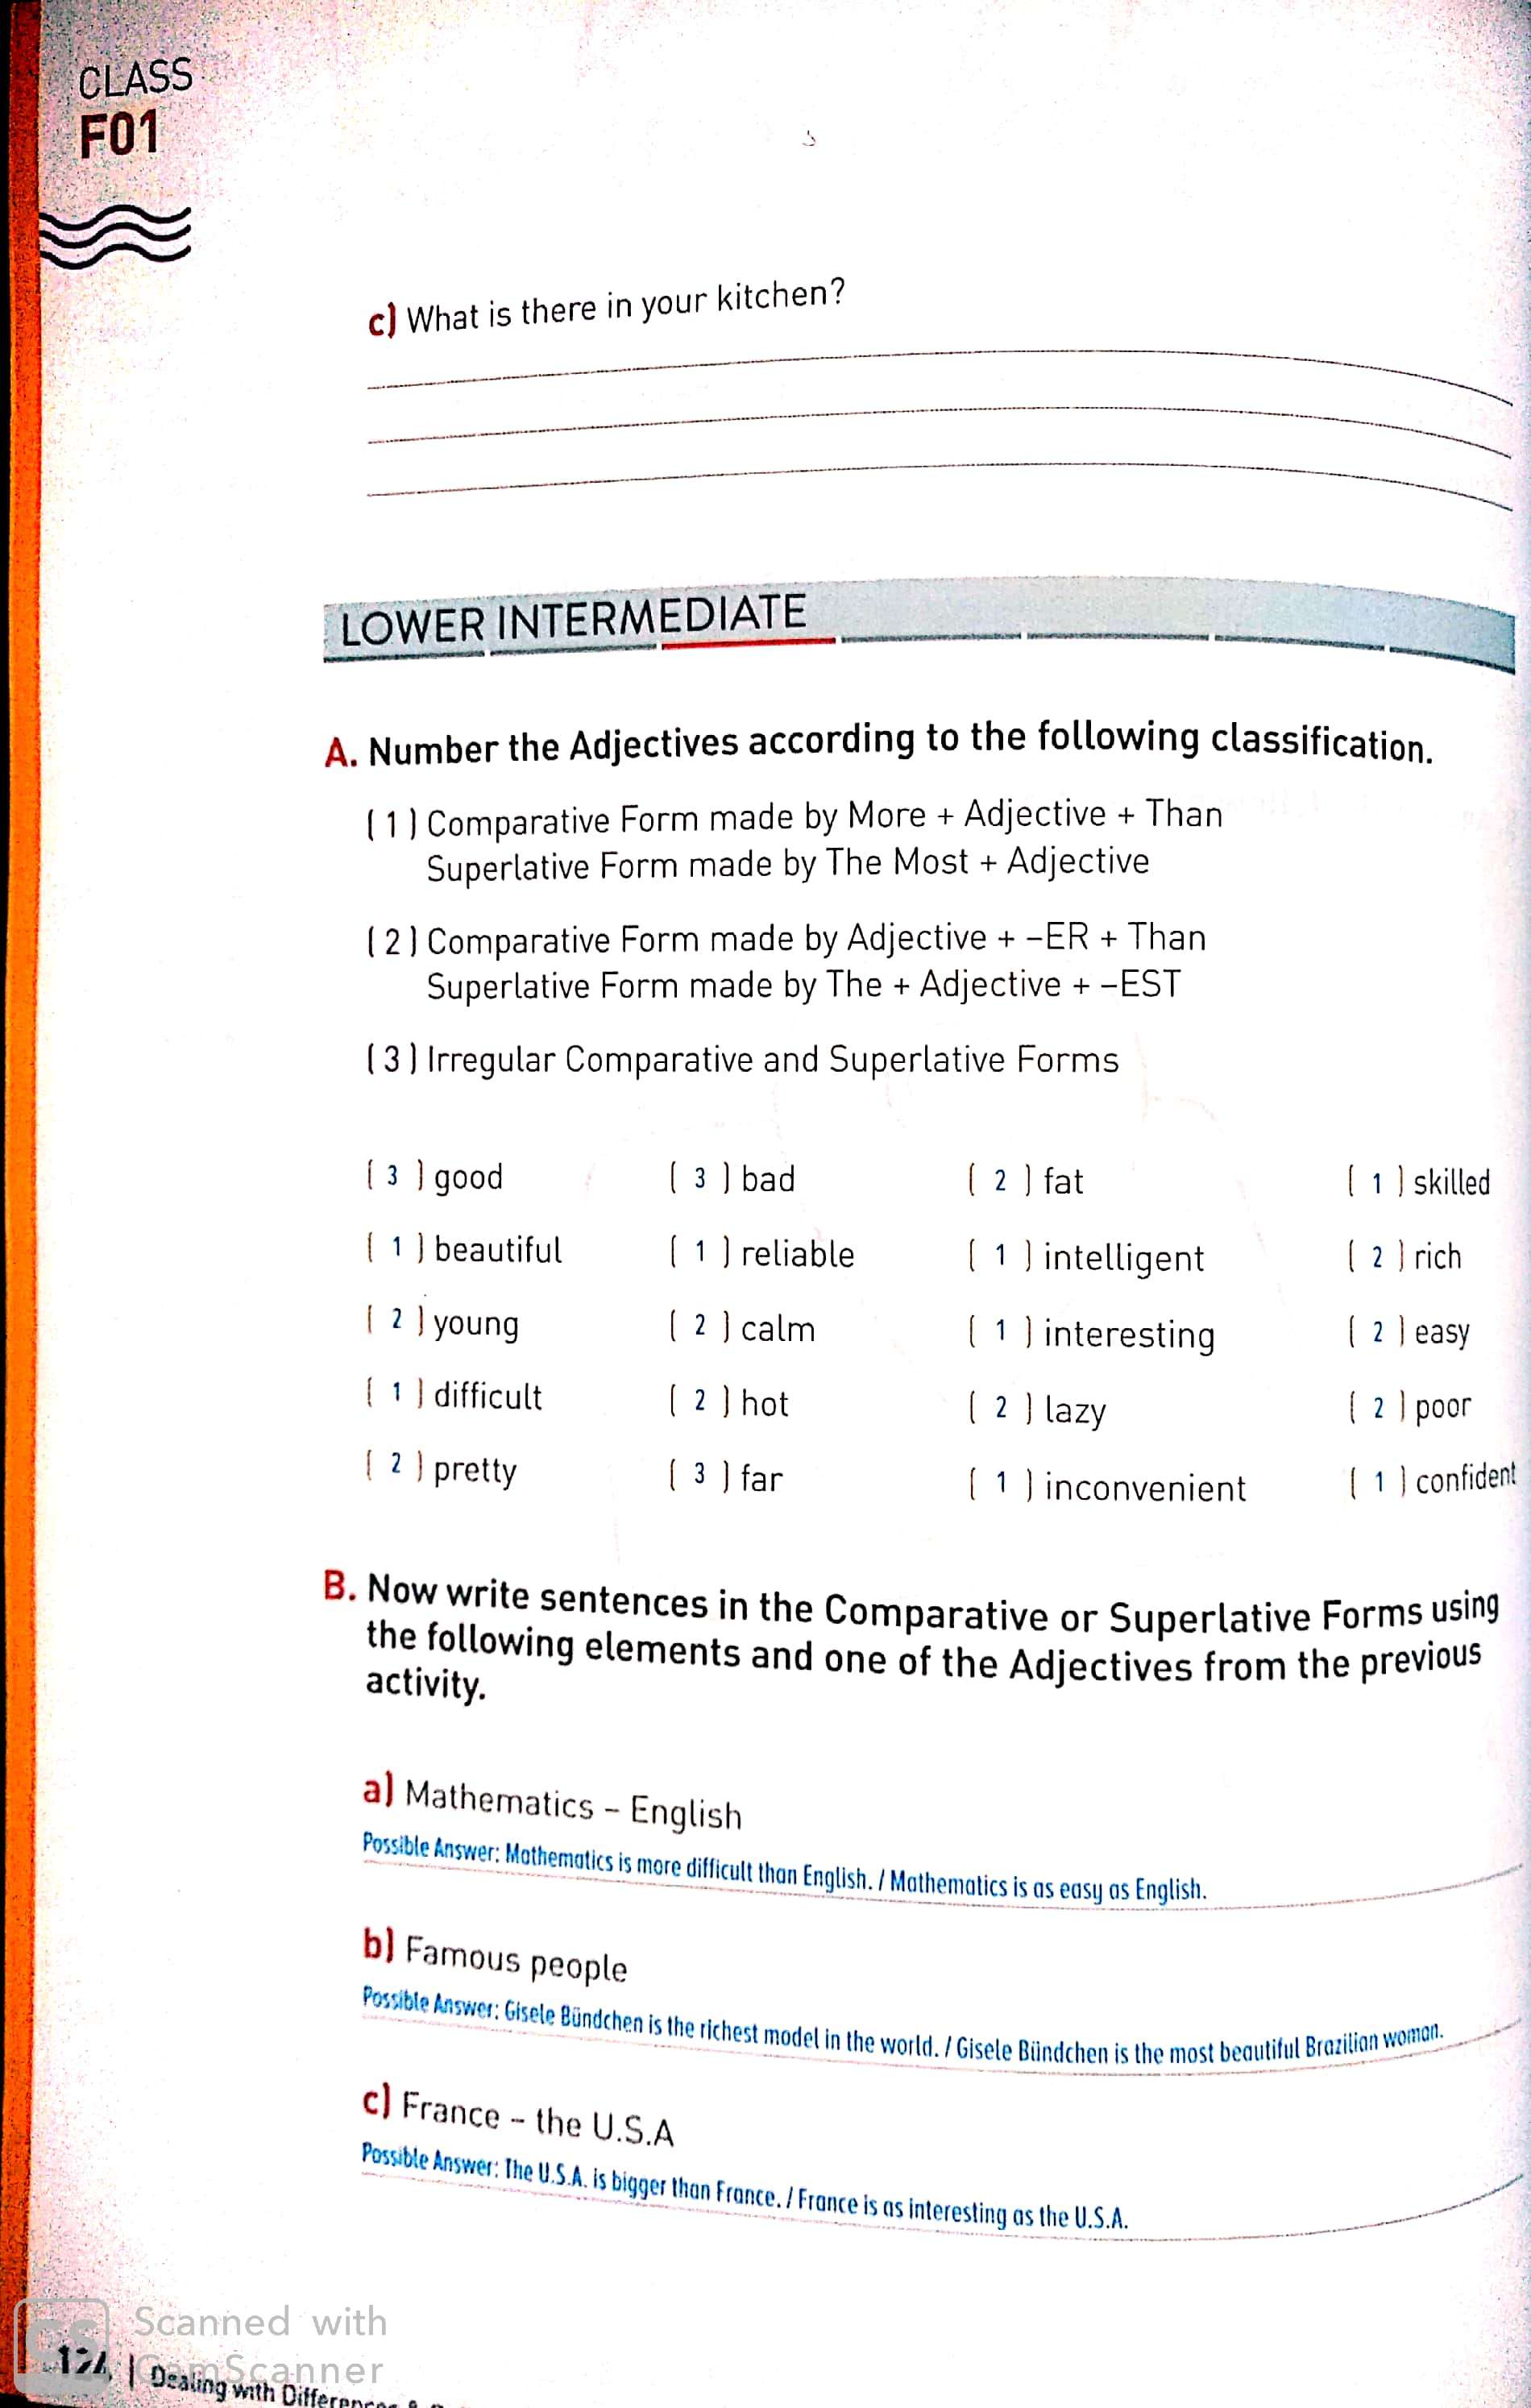 CLASS
F01
c) What is there in your kitchen?
LOWER INTERMEDIATE
A. Number the Adjectives according to the following classification.
( 1 ) Comparative Form made by More + Adjective + Than
Superlative Form made by The Most + Adjective
( 2 ) Comparative Form made by Adjective + -ER + Than
Superlative Form made by The + Adjective + -EST
( 3 ) Irregular Comparative and Superlative Forms
( 3 ) good ( 3 ) bad ( 2 ) fat ( 1 ) skilled
( 1 ) beautiful ( 1 ) reliable ( 1 ) intelligent ( 2 ) rich
( 2 ) young ( 2 ) calm ( 1 ) interesting ( 2 ) easy
( 1 ) difficult ( 2 ) hot ( 2 ) lazy ( 2 ) poor
( 2 ) pretty ( 3 ) far ( 1 ) inconvenient ( 1 ) confident
B. Now write sentences in the Comparative or Superlative Forms using
the following elements and one of the Adjectives from the previous
activity.
a) Mathematics – English
Possible Answer: Mathematics is more difficult than English. / Mathematics is as easy as English.
b) Famous people
Possible Answer: Gisele Bündchen is the richest model in the world. / Gisele Bündchen is the most beautiful Brazilian woman.
c) France – the U.S.A
Possible Answer: The U.S.A. is bigger than France. / France is as interesting as the U.S.A.
CS Scanned with
CamScanner
| Dealing with Differences &